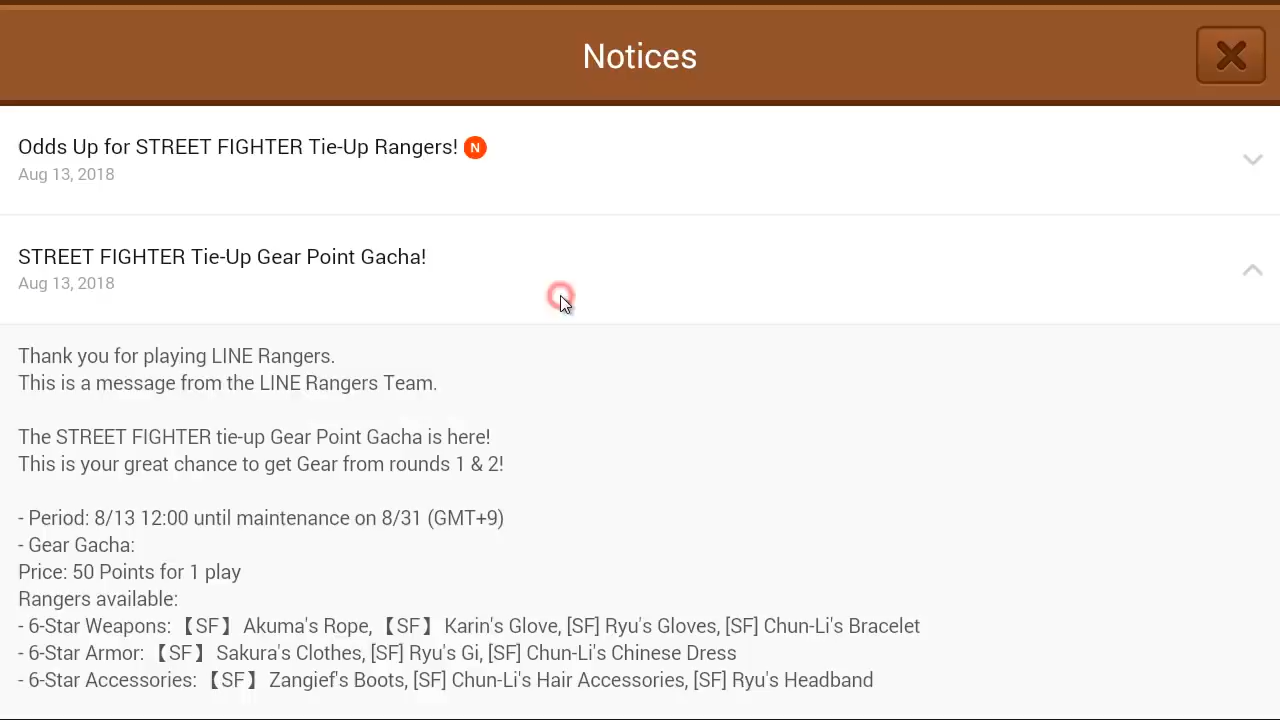 Notices
Odds Up for STREET FIGHTER Tie-Up Rangers! N
Aug 13, 2018
STREET FIGHTER Tie-Up Gear Point Gacha!
Aug 13, 2018
Thank you for playing LINE Rangers.
This is a message from the LINE Rangers Team.
The STREET FIGHTER tie-up Gear Point Gacha is here!
This is your great chance to get Gear from rounds 1 & 2!
- Period: 8/13 12:00 until maintenance on 8/31 (GMT+9)
- Gear Gacha:
Price: 50 Points for 1 play
Rangers available:
- 6-Star Weapons: 【SF】 Akuma's Rope, 【SF】 Karin's Glove, [SF] Ryu's Gloves, [SF] Chun-Li's Bracelet
- 6-Star Armor: 【SF】 Sakura's Clothes, [SF] Ryu's Gi, [SF] Chun-Li's Chinese Dress
- 6-Star Accessories: 【SF】 Zangief's Boots, [SF] Chun-Li's Hair Accessories, [SF] Ryu's Headband